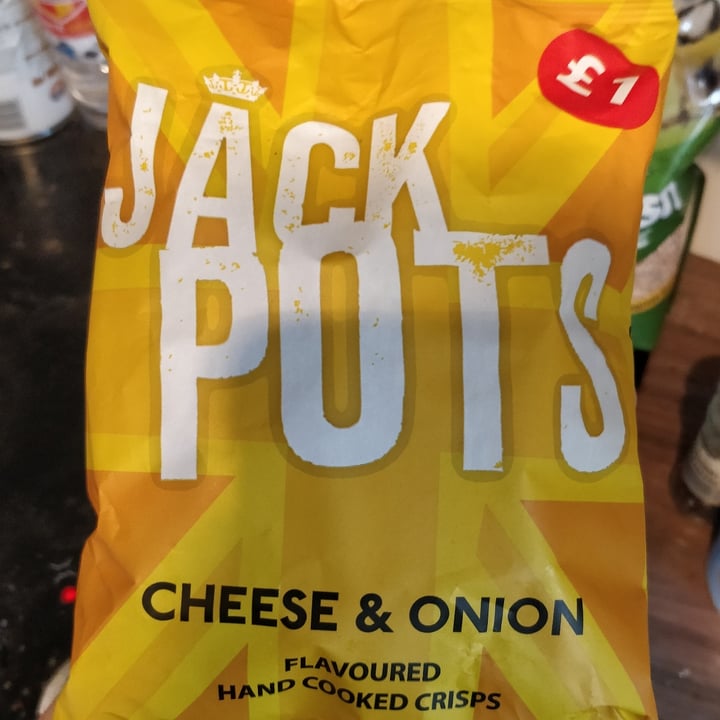 £1
JACK
POTS
CHEESE & ONION
FLAVOURED
HAND COOKED CRISPS